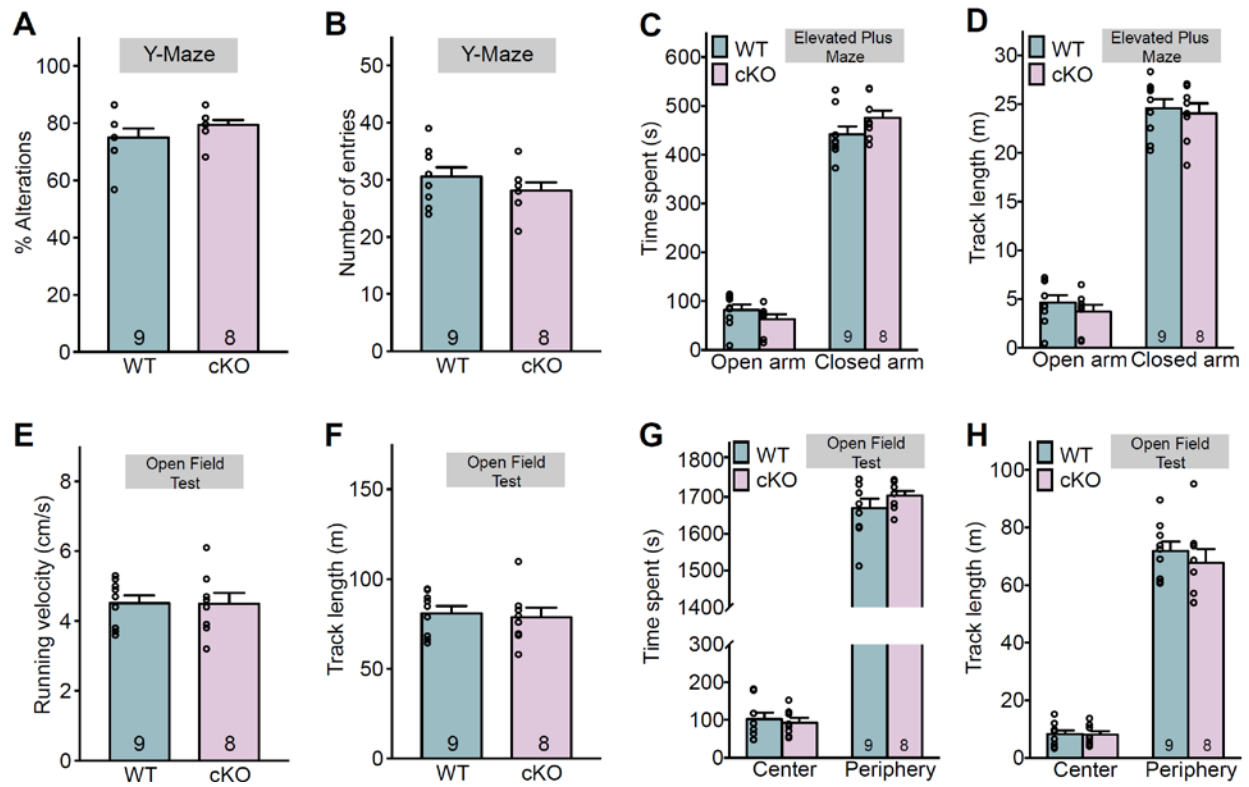 A
Y-Maze
% Alterations
100
80
60
40
20
0
9
8
WT
cKO
B
Y-Maze
Number of entries
50
40
30
20
10
0
9
8
WT
cKO
C
WT
cKO
Elevated Plus
Maze
Time spent (s)
600
500
400
300
200
100
0
9
8
Open arm
Closed arm
D
WT
cKO
Elevated Plus
Maze
Track length (m)
30
25
20
15
10
5
0
9
8
Open arm
Closed arm
E
Open Field
Test
Running velocity (cm/s)
8
6
4
2
0
9
8
WT
cKO
F
Open Field
Test
Track length (m)
150
100
50
0
9
8
WT
cKO
G
WT
cKO
Open Field
Test
Time spent (s)
1800
1700
1600
1500
1400
300
200
100
0
9
8
Center
Periphery
H
WT
cKO
Open Field
Test
Track length (m)
100
80
60
40
20
0
9
8
Center
Periphery